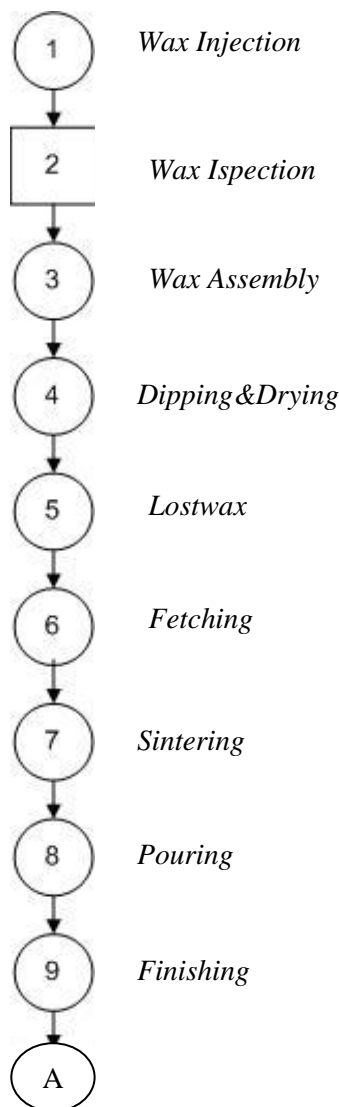 1 Wax Injection
2 Wax Ispection
3 Wax Assembly
4 Dipping&Drying
5 Lostwax
6 Fetching
7 Sintering
8 Pouring
9 Finishing
A